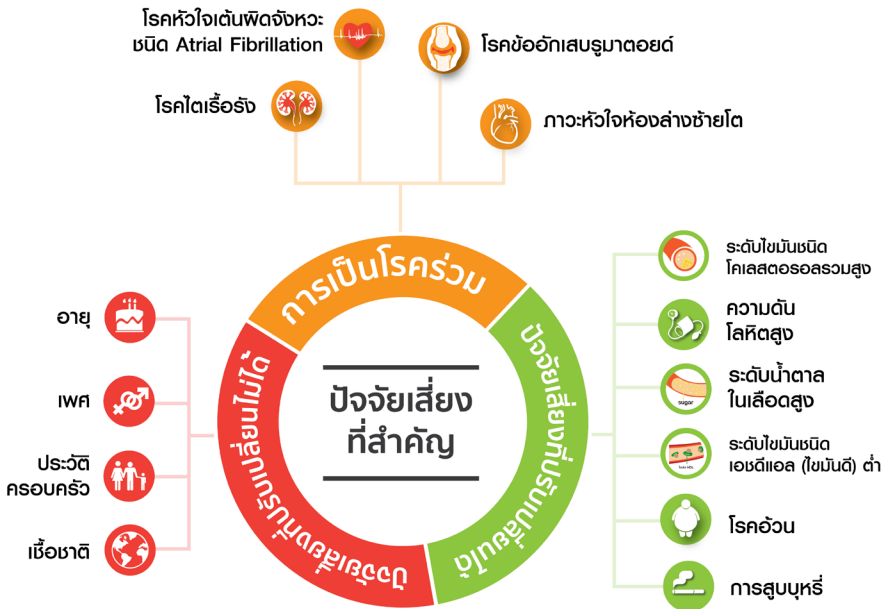 โรคหัวใจเต้นผิดจังหวะ
ชนิด Atrial Fibrillation
โรคข้ออักเสบรูมาตอยด์
โรคไตเรื้อรัง
ภาวะหัวใจห้องล่างซ้ายโต
การเป็นโรคร่วม
ปัจจัยเสี่ยงที่ปรับเปลี่ยนไม่ได้
ปัจจัยเสี่ยงที่ปรับเปลี่ยนได้
ปัจจัยเสี่ยง
ที่สำคัญ
อายุ
เพศ
ประวัติ
ครอบครัว
เชื้อชาติ
ระดับไขมันชนิด
โคเลสตอรอลรวมสูง
ความดัน
โลหิตสูง
ระดับน้ำตาล
ในเลือดสูง
sugar
ระดับไขมันชนิด
เอชดีแอล (ไขมันดี) ต่ำ
โรคอ้วน
การสูบบุหรี่